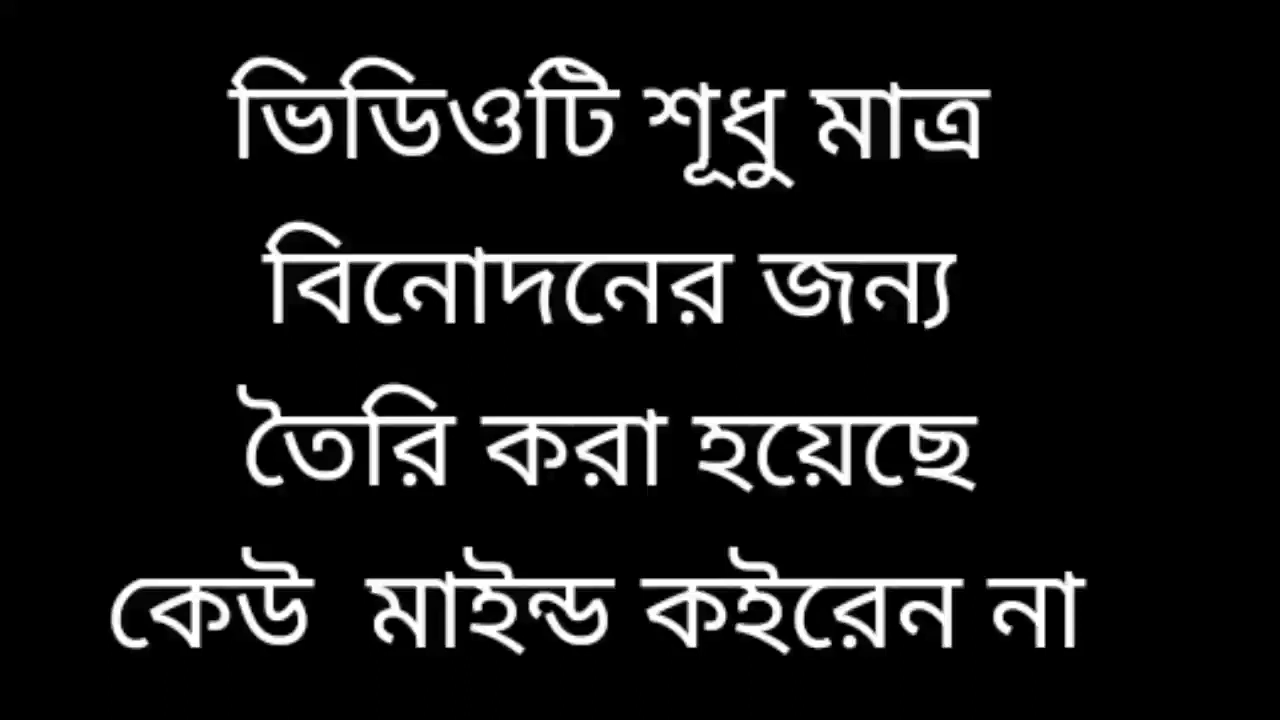 ভিডিওটি শূধু মাত্র
বিনোদনের জন্য
তৈরি করা হয়েছে
কেউ মাইন্ড কইরেন না